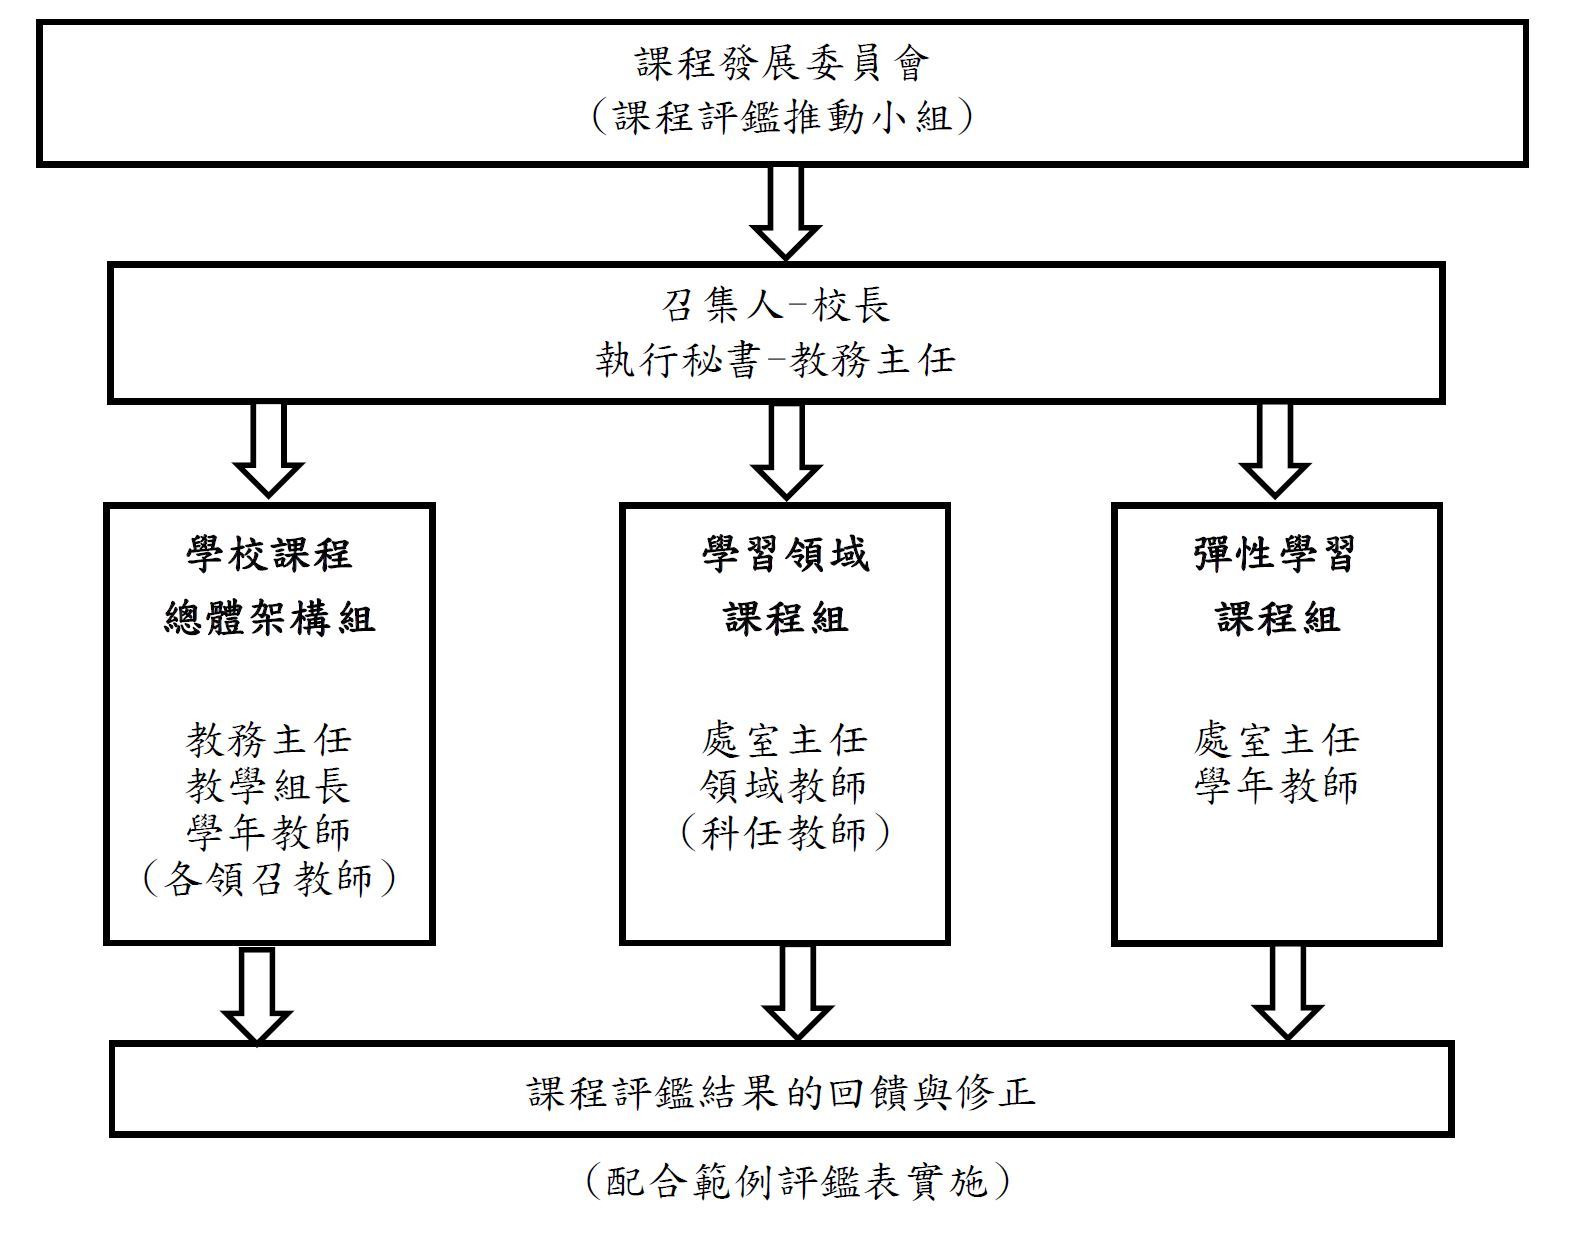 課程發展委員會
（課程評鑑推動小組）
召集人-校長
執行秘書-教務主任
學校課程
總體架構組
教務主任
教學組長
學年教師
（各領召教師）
學習領域
課程組
處室主任
領域教師
（科任教師）
彈性學習
課程組
處室主任
學年教師
課程評鑑結果的回饋與修正
（配合範例評鑑表實施）